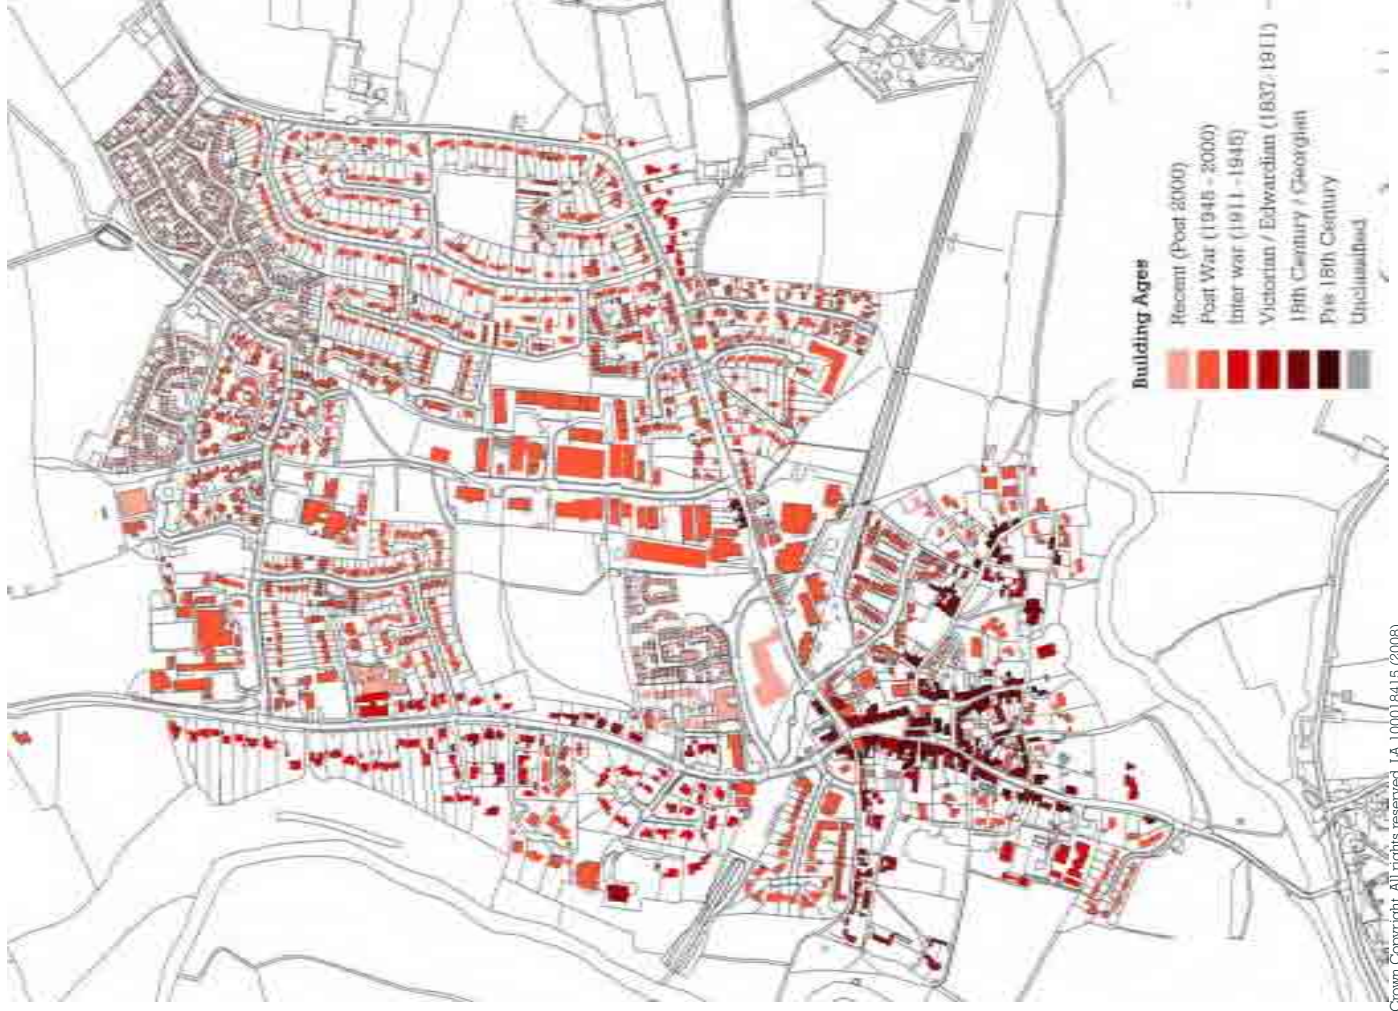 Building Ages
Recent (Post 2000)
Post War (1945 - 2000)
Inter war (1911 - 1945)
Victorian / Edwardian (1837-1911)
18th Century / Georgian
Pre 18th Century
Unclassified
Crown Copyright. All rights reserved. LA 100018415 (2008)